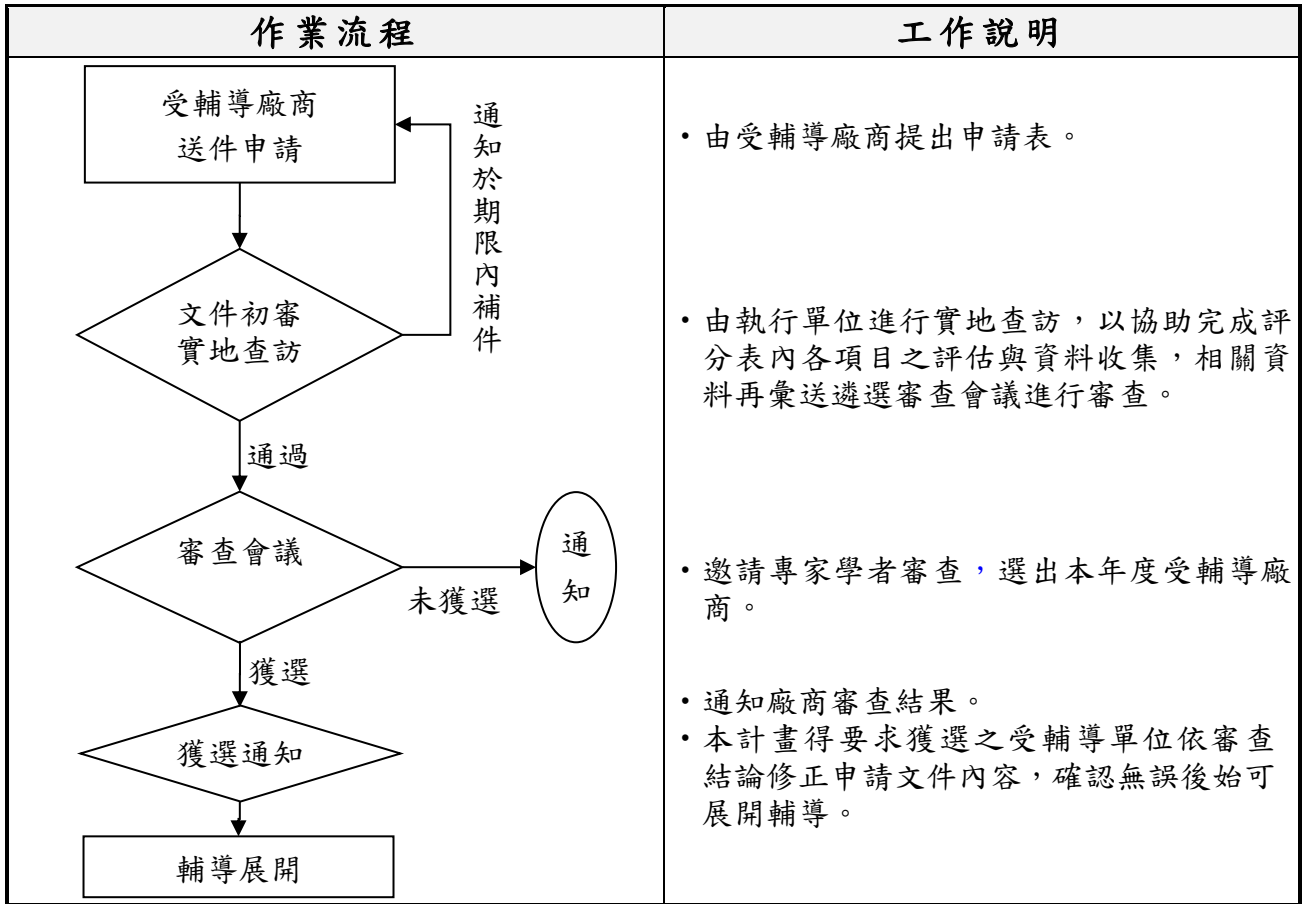 作業流程
工作說明
受輔導廠商
送件申請
通知於期限內補件
‧由受輔導廠商提出申請表。
文件初審
實地查訪
‧由執行單位進行實地查訪，以協助完成評
分表內各項目之評估與資料收集，相關資
料再彙送遴選審查會議進行審查。
通過
審查會議
未獲選
通知
‧邀請專家學者審查，選出本年度受輔導廠
商。
獲選
獲選通知
‧通知廠商審查結果。
‧本計畫得要求獲選之受輔導單位依審查
結論修正申請文件內容，確認無誤後始可
展開輔導。
輔導展開